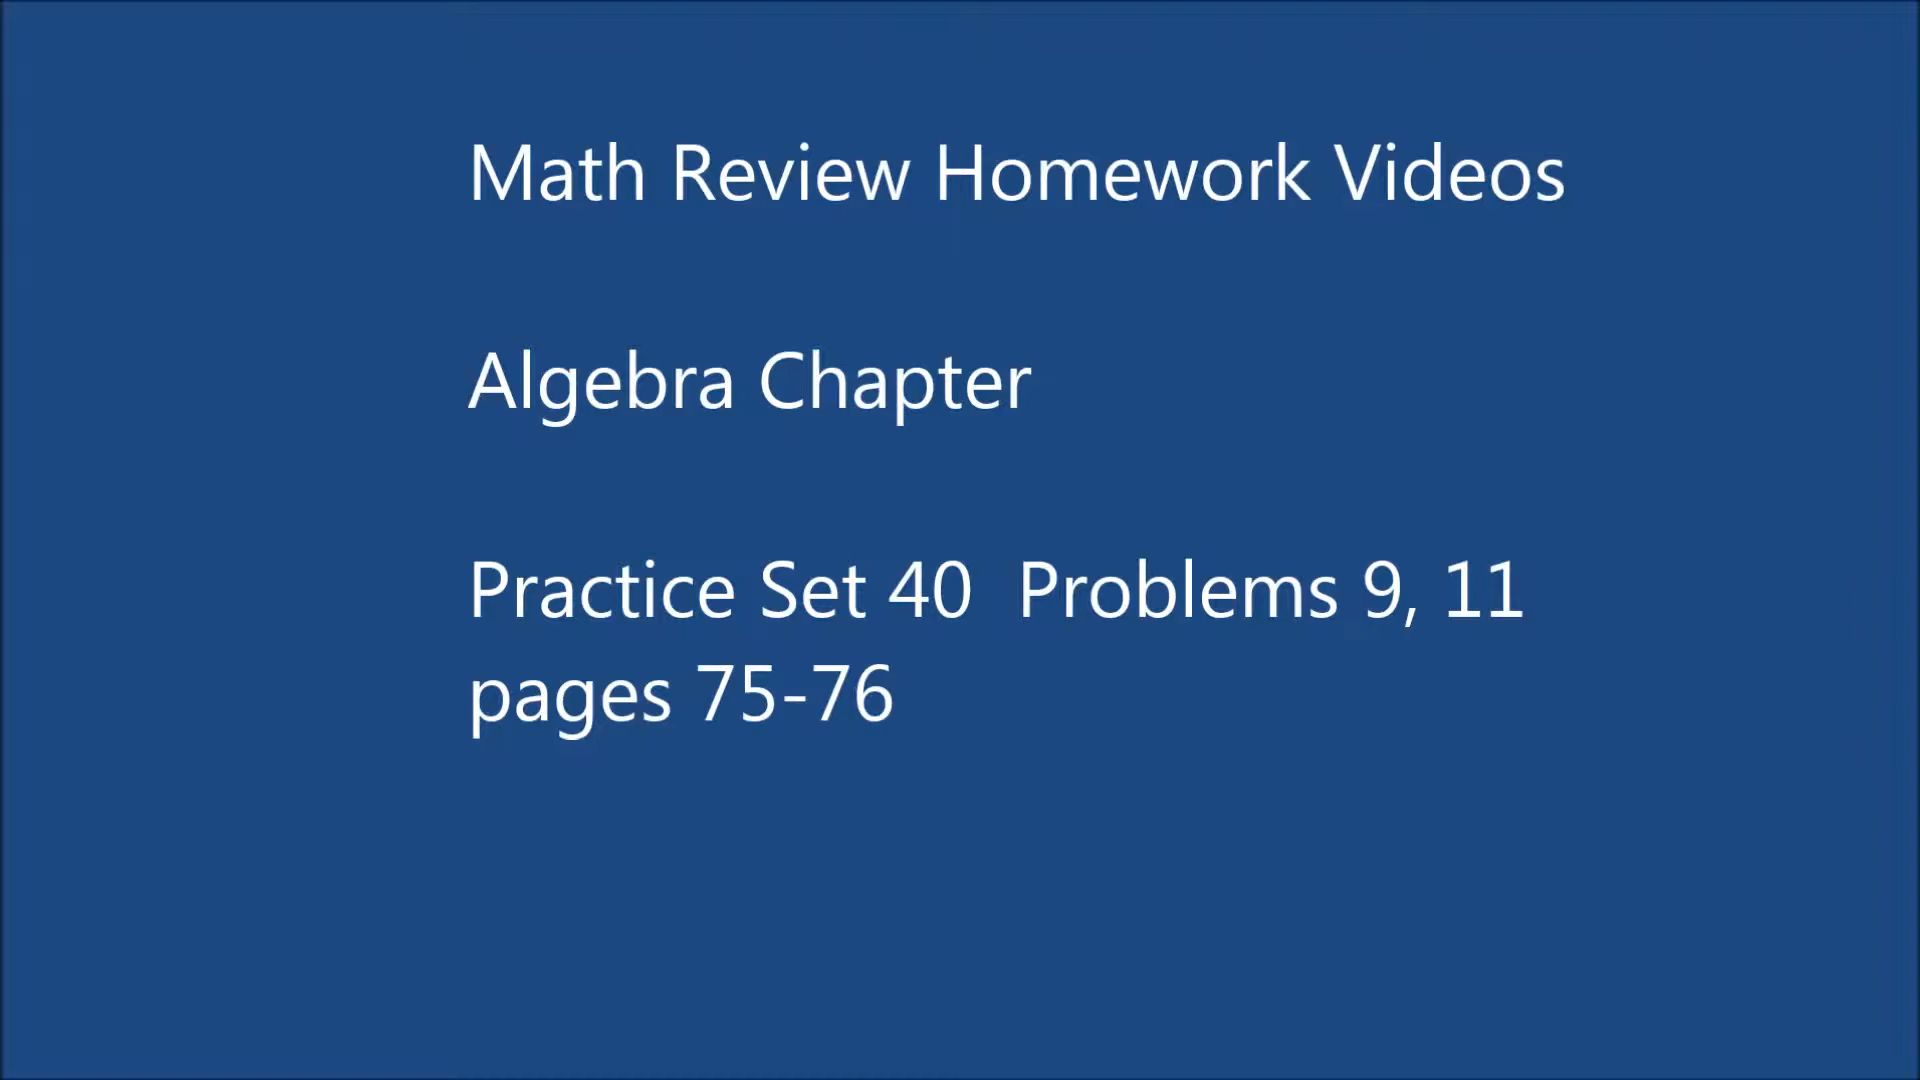 Math Review Homework Videos
Algebra Chapter
Practice Set 40  Problems 9, 11
pages 75-76